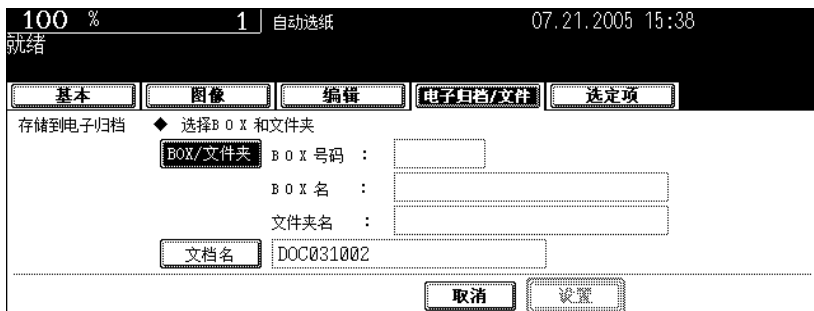 100 % 1 自动选纸 07.21.2005 15:38
就绪
基本 图像 编辑 电子归档/文件 选定项
存储到电子归档 ◆ 选择BOX和文件夹
BOX/文件夹 BOX号码 :
BOX名 :
文件夹名 :
文档名 DOC031002
取消 设置